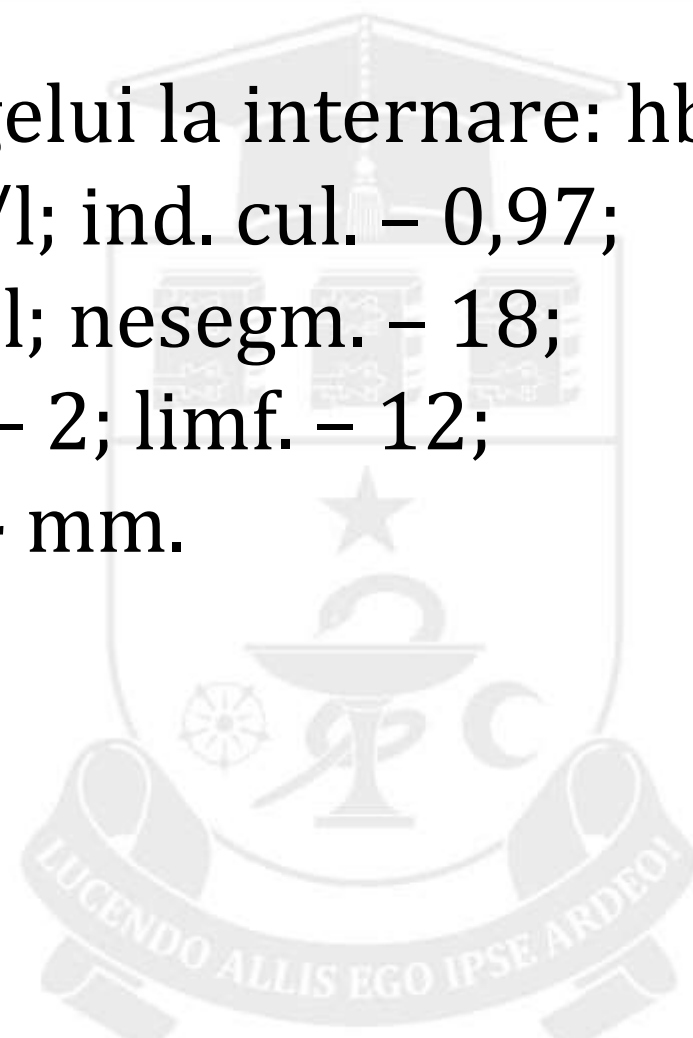 gelui la internare: hb
/l; ind. cul. – 0,97;
l; nesegm. – 18;
– 2; limf. – 12;
mm.
LUCENDO ALLIS EGO IPSE ARDEO!